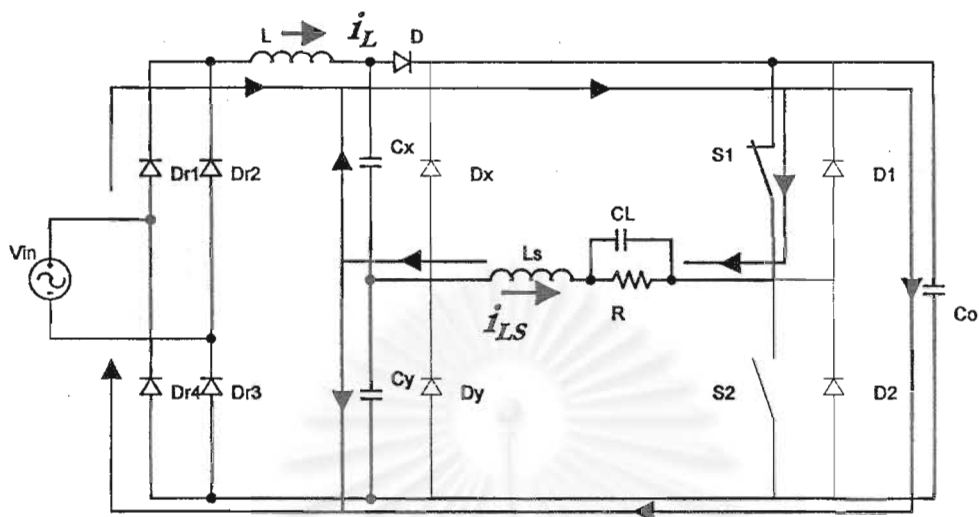 L
i_L
D
Dr1
Dr2
Cx
Dx
S1
D1
Vin
CL
Ls
R
i_LS
Co
Dr4
Dr3
Cy
Dy
S2
D2